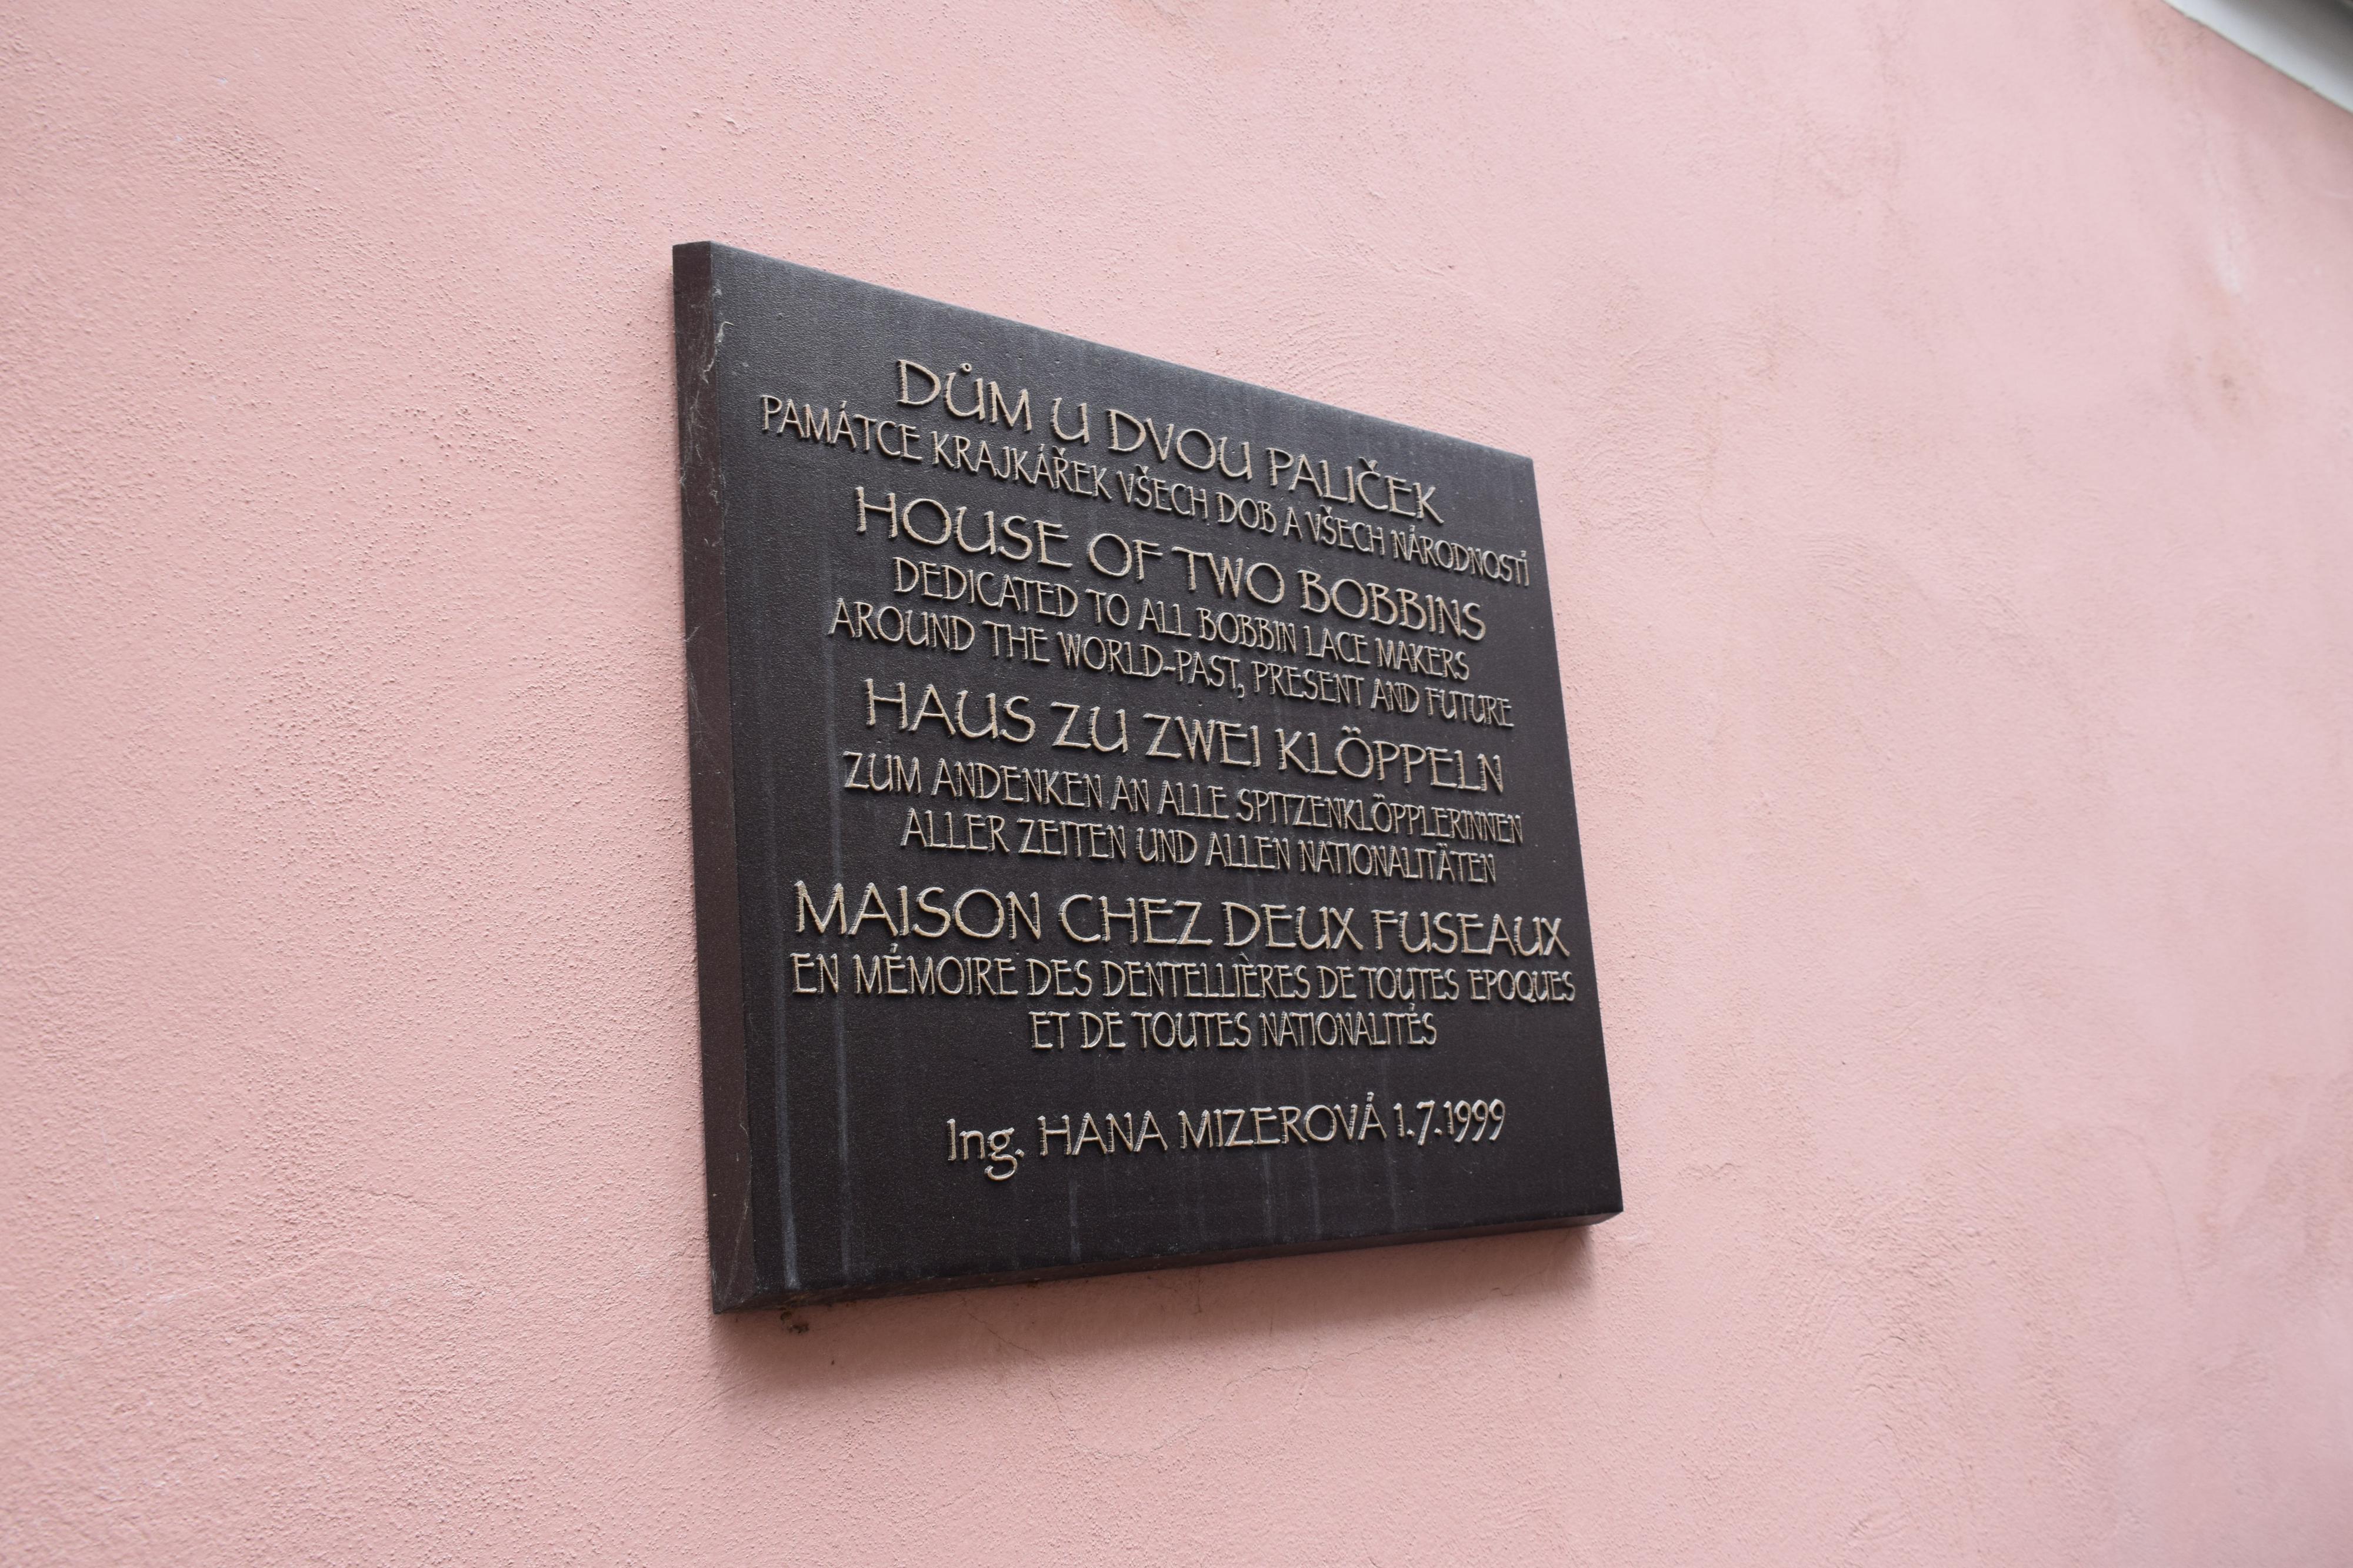 DŮM U DVOU PALIČEK
PAMÁTCE KRAJKÁŘEK VŠECH DOB A VŠECH NÁRODNOSTÍ
HOUSE OF TWO BOBBINS
DEDICATED TO ALL BOBBIN LACE MAKERS
AROUND THE WORLD-PAST, PRESENT AND FUTURE
HAUS ZU ZWEI KLÖPPELN
ZUM ANDENKEN AN ALLE SPITZENKLÖPPLERINNEN
ALLER ZEITEN UND ALLEN NATIONALITÄTEN
MAISON CHEZ DEUX FUSEAUX
EN MÉMOIRE DES DENTELLIÈRES DE TOUTES EPOQUES
ET DE TOUTES NATIONALITÉS
Ing. HANA MIZEROVÁ 1.7.1999